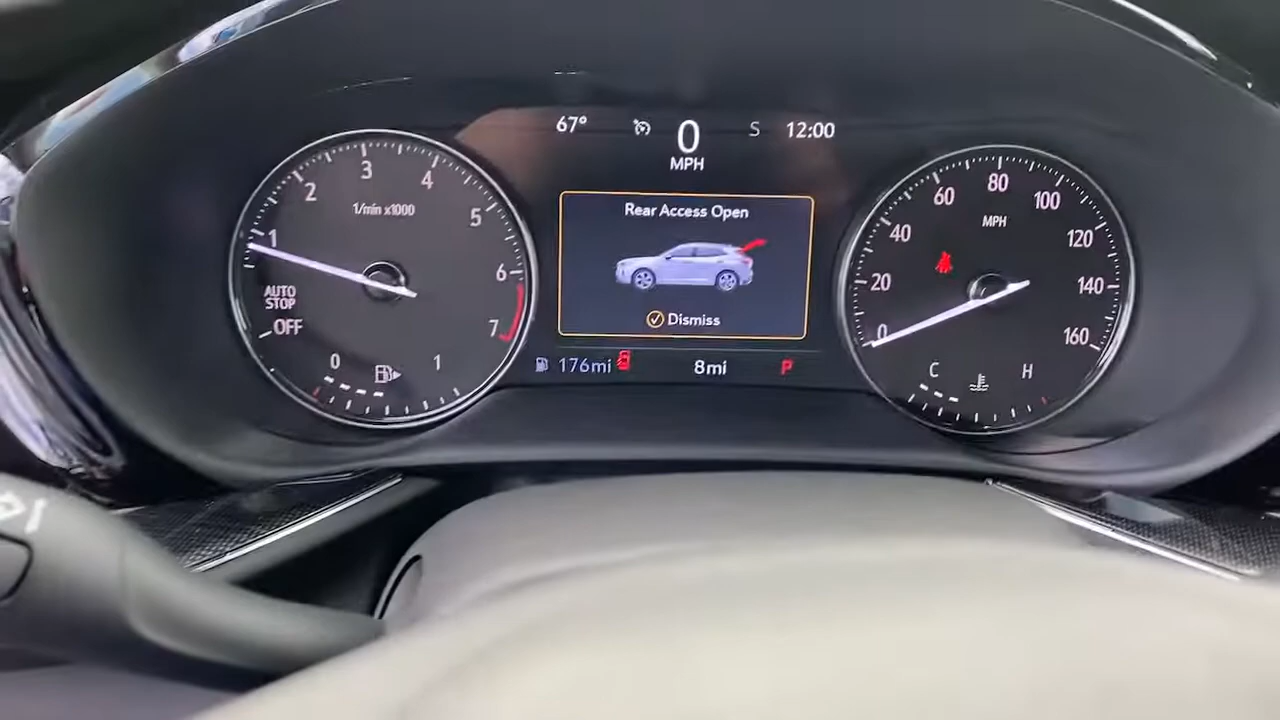 67° 0 S 12:00
MPH
Rear Access Open
Dismiss
176mi 8mi P
1 2 3 4 5 6 7
1/min x1000
AUTO
STOP
OFF
0 1
0 20 40 60 80 100 120 140 160
MPH
C H